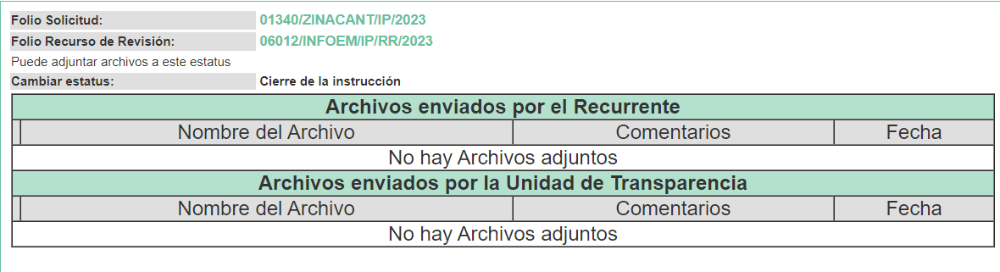 Folio Solicitud: 01340/ZINACANT/IP/2023
Folio Recurso de Revisión: 06012/INFOEM/IP/RR/2023
Puede adjuntar archivos a este estatus
Cambiar estatus: Cierre de la instrucción
Archivos enviados por el Recurrente
Nombre del Archivo Comentarios Fecha
No hay Archivos adjuntos
Archivos enviados por la Unidad de Transparencia
Nombre del Archivo Comentarios Fecha
No hay Archivos adjuntos